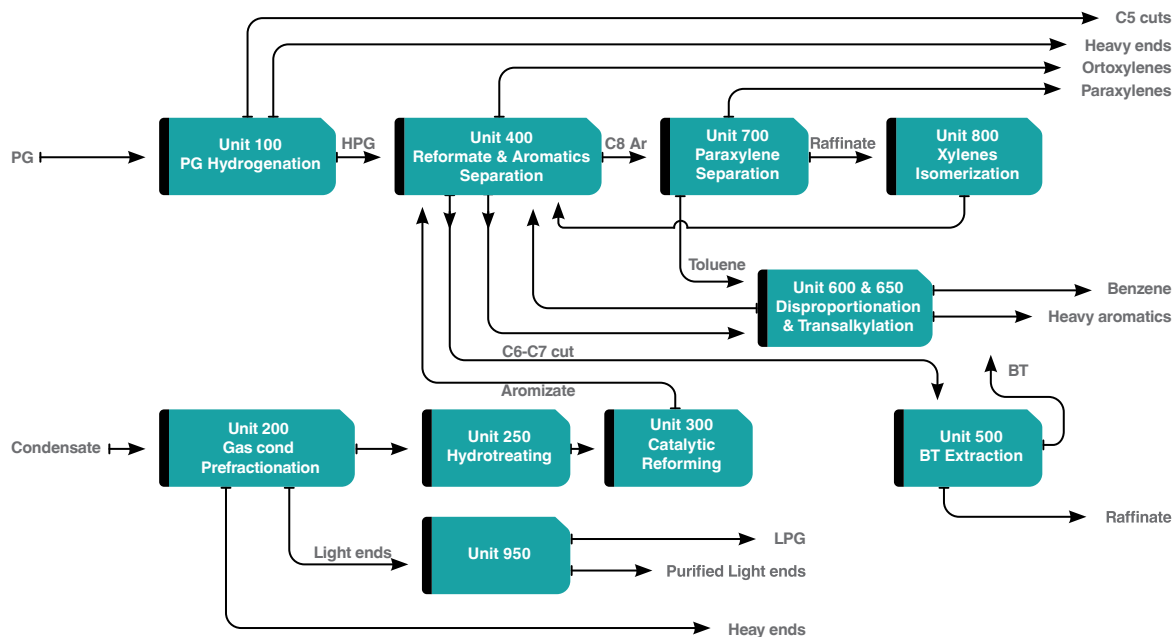 C5 cuts
Heavy ends
Ortoxylenes
Paraxylenes
PG
Unit 100
PG Hydrogenation
HPG
Unit 400
Reformate & Aromatics
Separation
C8 Ar
Unit 700
Paraxylene
Separation
Raffinate
Unit 800
Xylenes
Isomerization
Toluene
Unit 600 & 650
Disproportionation
& Transalkylation
Benzene
Heavy aromatics
C6-C7 cut
BT
Aromizate
Condensate
Unit 200
Gas cond
Prefractionation
Unit 250
Hydrotreating
Unit 300
Catalytic
Reforming
Unit 500
BT Extraction
Raffinate
Light ends
Unit 950
LPG
Purified Light ends
Heay ends